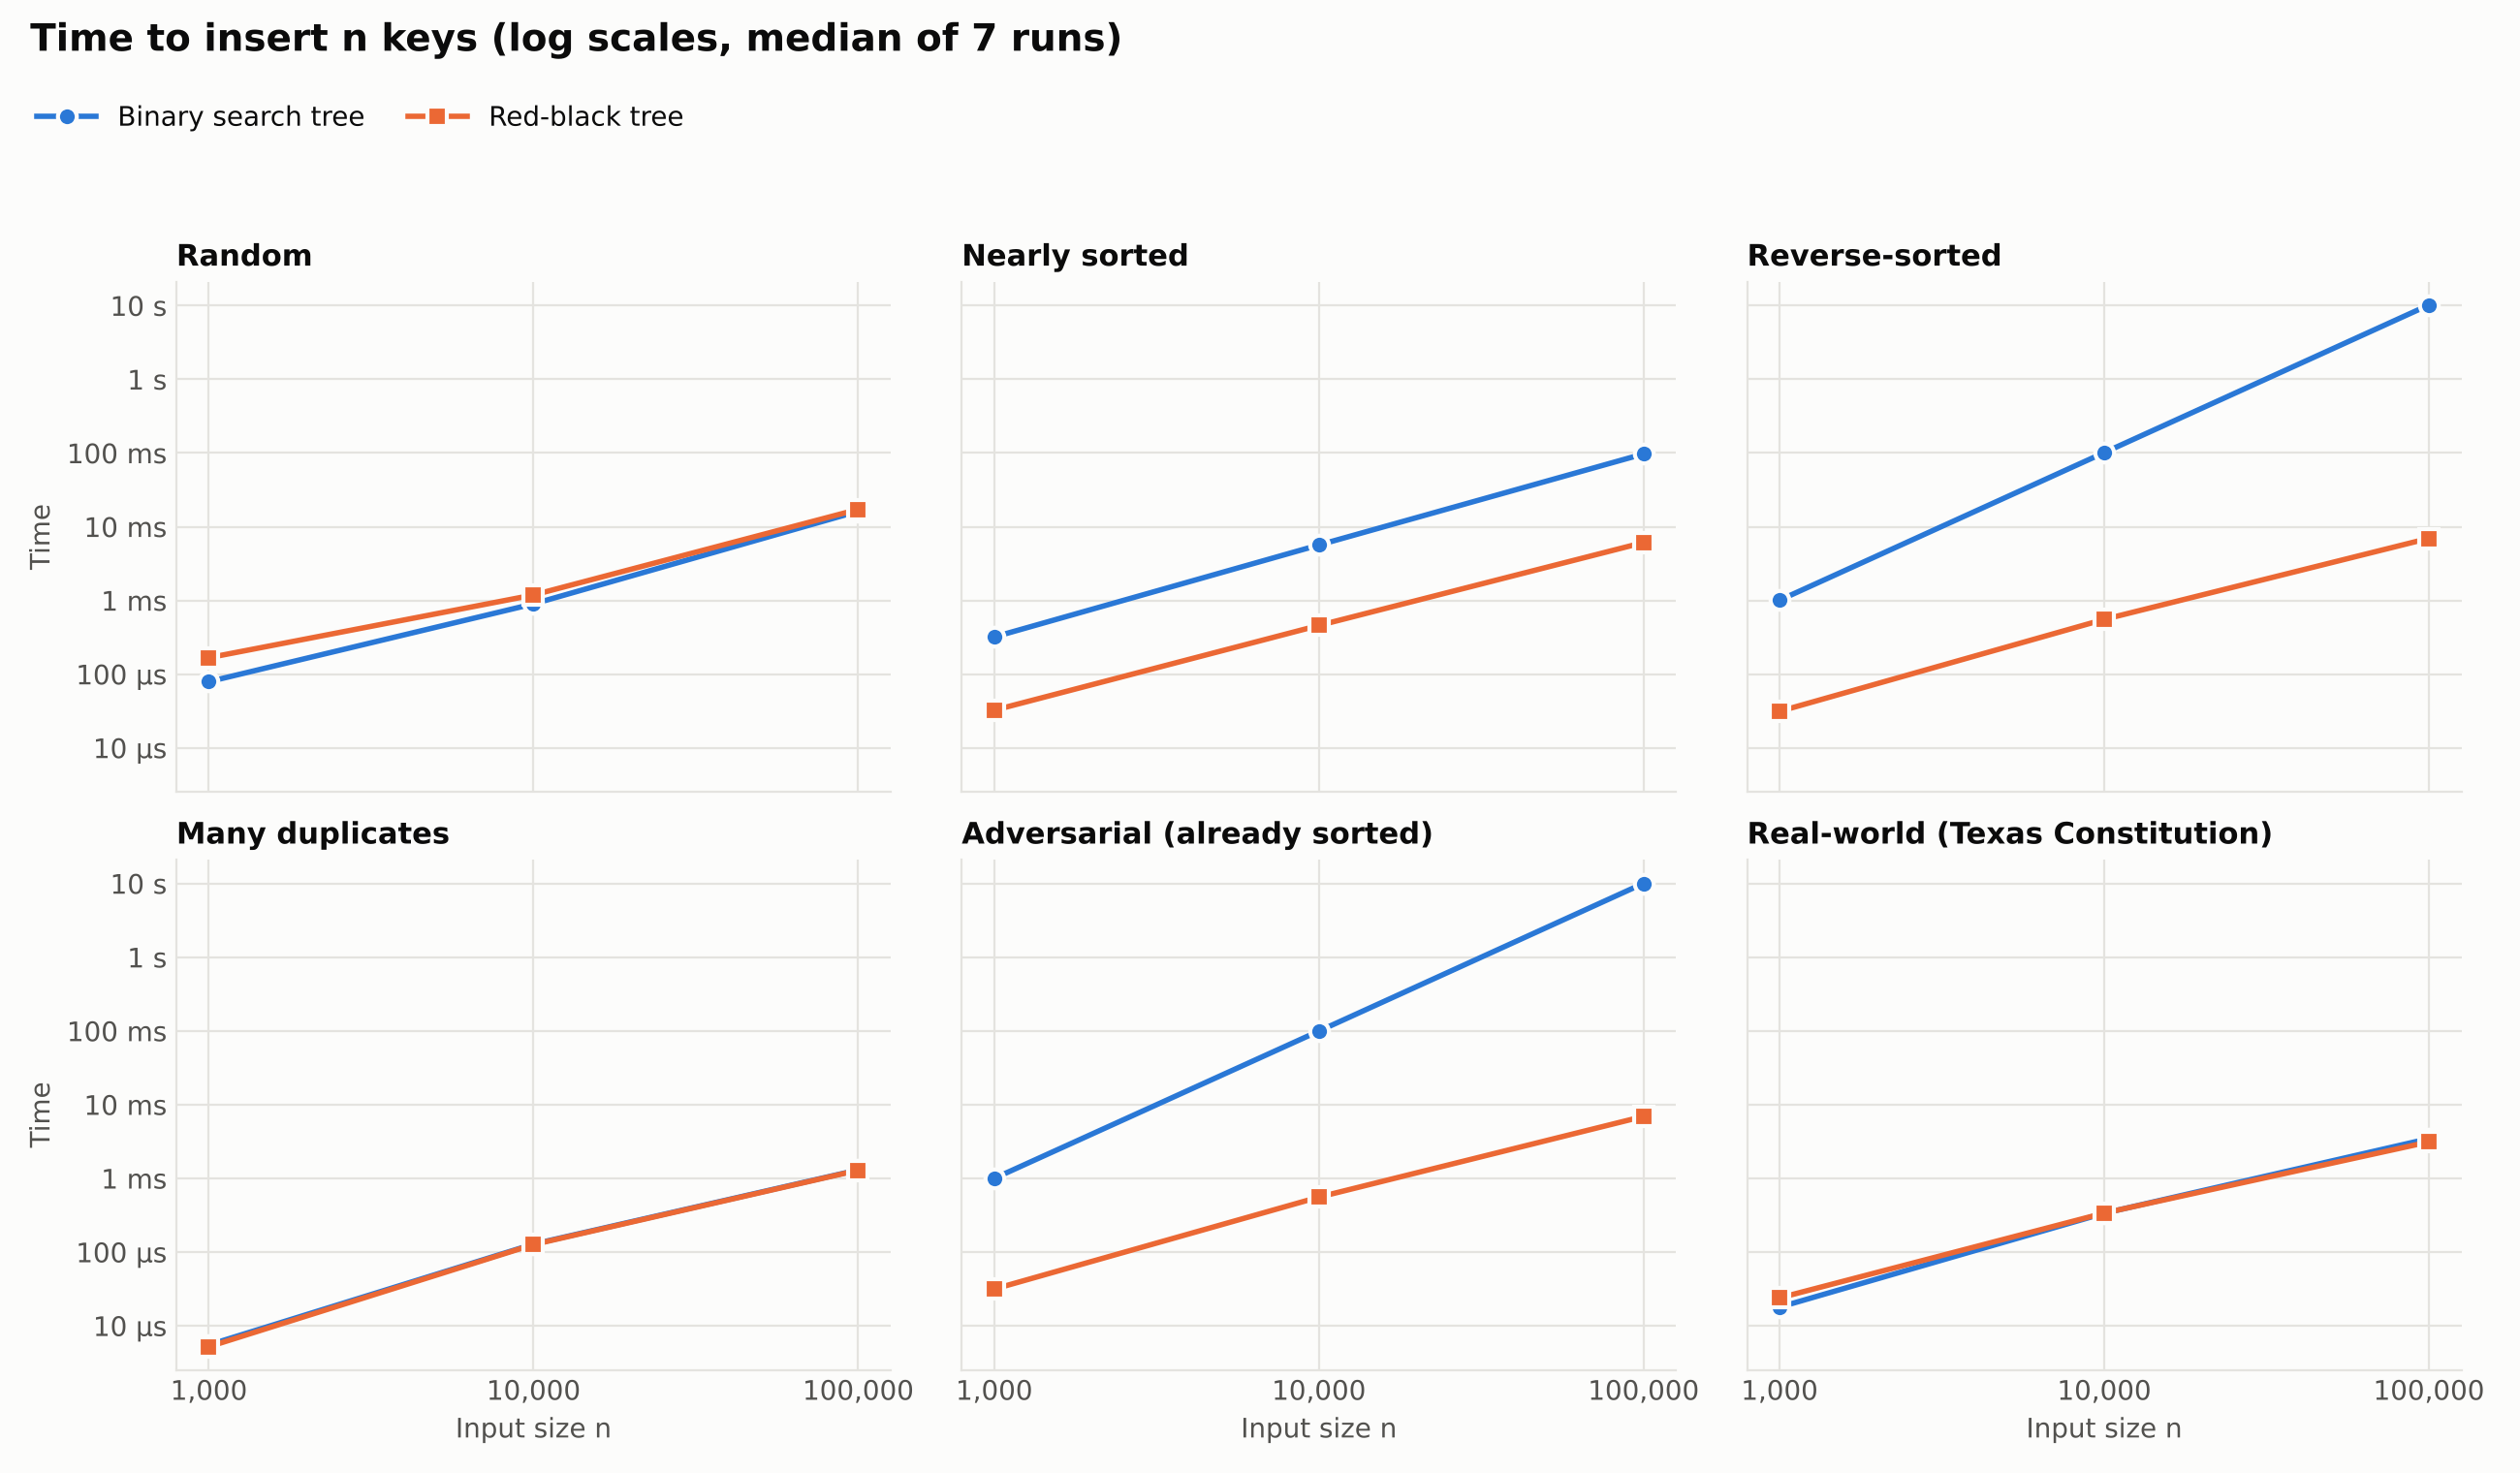 Time to insert n keys (log scales, median of 7 runs)
Binary search tree
Red-black tree
Random
Nearly sorted
Reverse-sorted
10 s
1 s
100 ms
10 ms
1 ms
100 µs
10 µs
Time
Many duplicates
Adversarial (already sorted)
Real-world (Texas Constitution)
10 s
1 s
100 ms
10 ms
1 ms
100 µs
10 µs
Time
1,000
10,000
100,000
1,000
10,000
100,000
1,000
10,000
100,000
Input size n
Input size n
Input size n